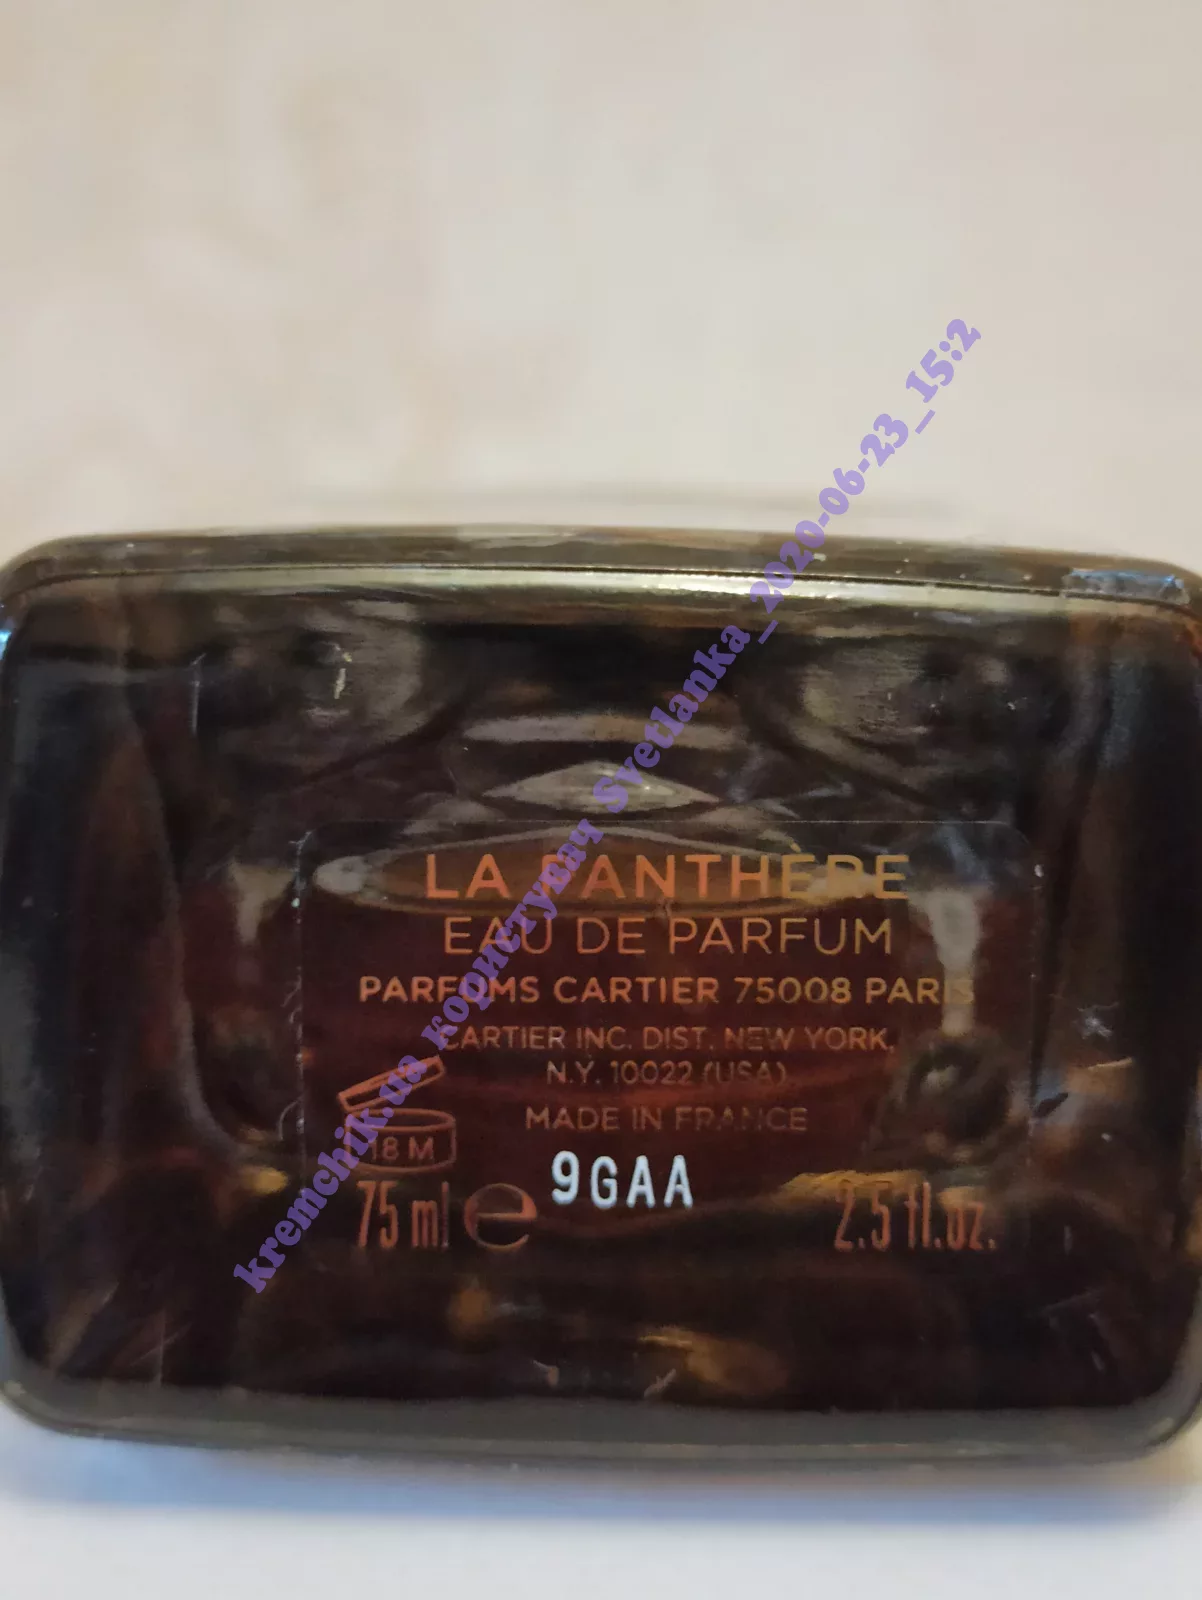 LA PANTHÈRE
EAU DE PARFUM
PARFUMS CARTIER 75008 PARIS
CARTIER INC. DIST. NEW YORK,
N.Y. 10022 (USA)
MADE IN FRANCE
18 M
9GAA
75 ml e
2.5 fl.oz.
kremchik.ua користувач Svetlanka_2020-06-23_15:2